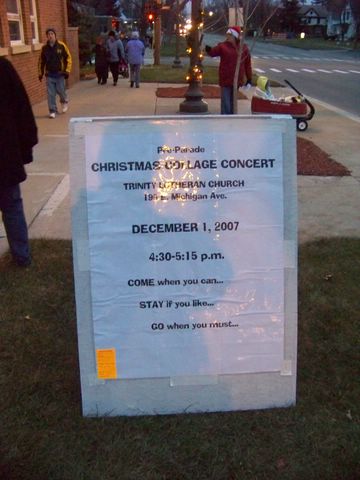 Pre-Parade
CHRISTMAS COLLAGE CONCERT
TRINITY LUTHERAN CHURCH
E. Michigan Ave.
DECEMBER 1, 2007
4:30-5:15 p.m.
COME when you can...
STAY if you like...
GO when you must...